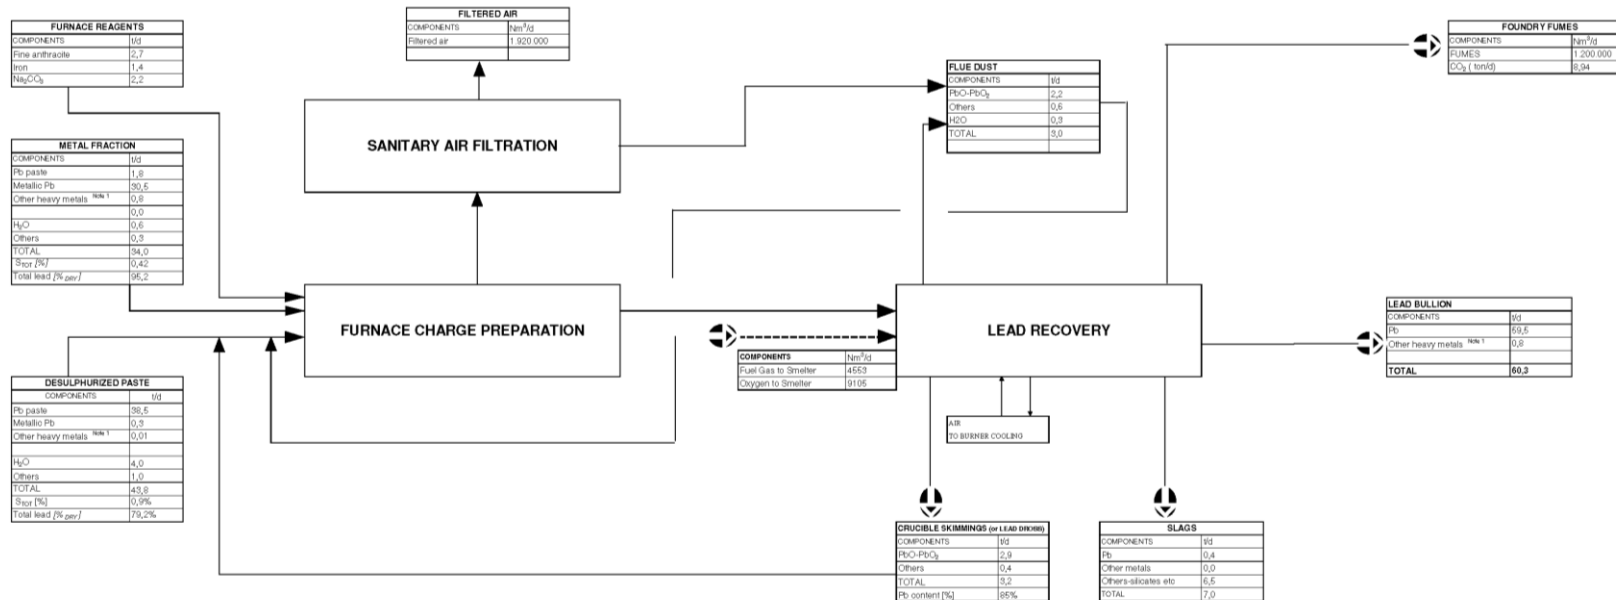 FURNACE REAGENTS
COMPONENTS t/d
Fine anthracite 2,7
Iron 1,4
Na₂CO₃ 2,2
FILTERED AIR
COMPONENTS Nm³/d
Filtered air 1 920 000
FOUNDRY FUMES
COMPONENTS Nm³/d
FUMES 1 200 000
CO₂ ( ton/d) 8,94
FLUE DUST
COMPONENTS t/d
PbO-PbO₂ 2,2
Others 0,6
H2O 0,3
TOTAL 3,0
SANITARY AIR FILTRATION
METAL FRACTION
COMPONENTS t/d
Pb paste 1,8
Metallic Pb 30,5
Other heavy metals Note 1 0,8
0,0
H₂O 0,6
Others 0,3
TOTAL 34,0
S_TOT [%] 0,42
Total lead [% DRY] 95,2
FURNACE CHARGE PREPARATION
LEAD RECOVERY
LEAD BULLION
COMPONENTS t/d
Pb 59,5
Other heavy metals Note 1 0,8
TOTAL 60,3
COMPONENTS Nm³/d
Fuel Gas to Smelter 4553
Oxygen to Smelter 9105
DESULPHURIZED PASTE
COMPONENTS t/d
Pb paste 38,5
Metallic Pb 0,3
Other heavy metals Note 1 0,01
H₂O 4,0
Others 1,0
TOTAL 43,8
S_TOT [%] 0,9%
Total lead [% DRY] 79,2%
AIR
TO BURNER COOLING
CRUCIBLE SKIMMINGS (or LEAD DROSS)
COMPONENTS t/d
PbO-PbO₂ 2,9
Others 0,4
TOTAL 3,2
Pb content [%] 85%
SLAGS
COMPONENTS t/d
Pb 0,4
Other metals 0,0
Others-silicates etc 6,5
TOTAL 7,0